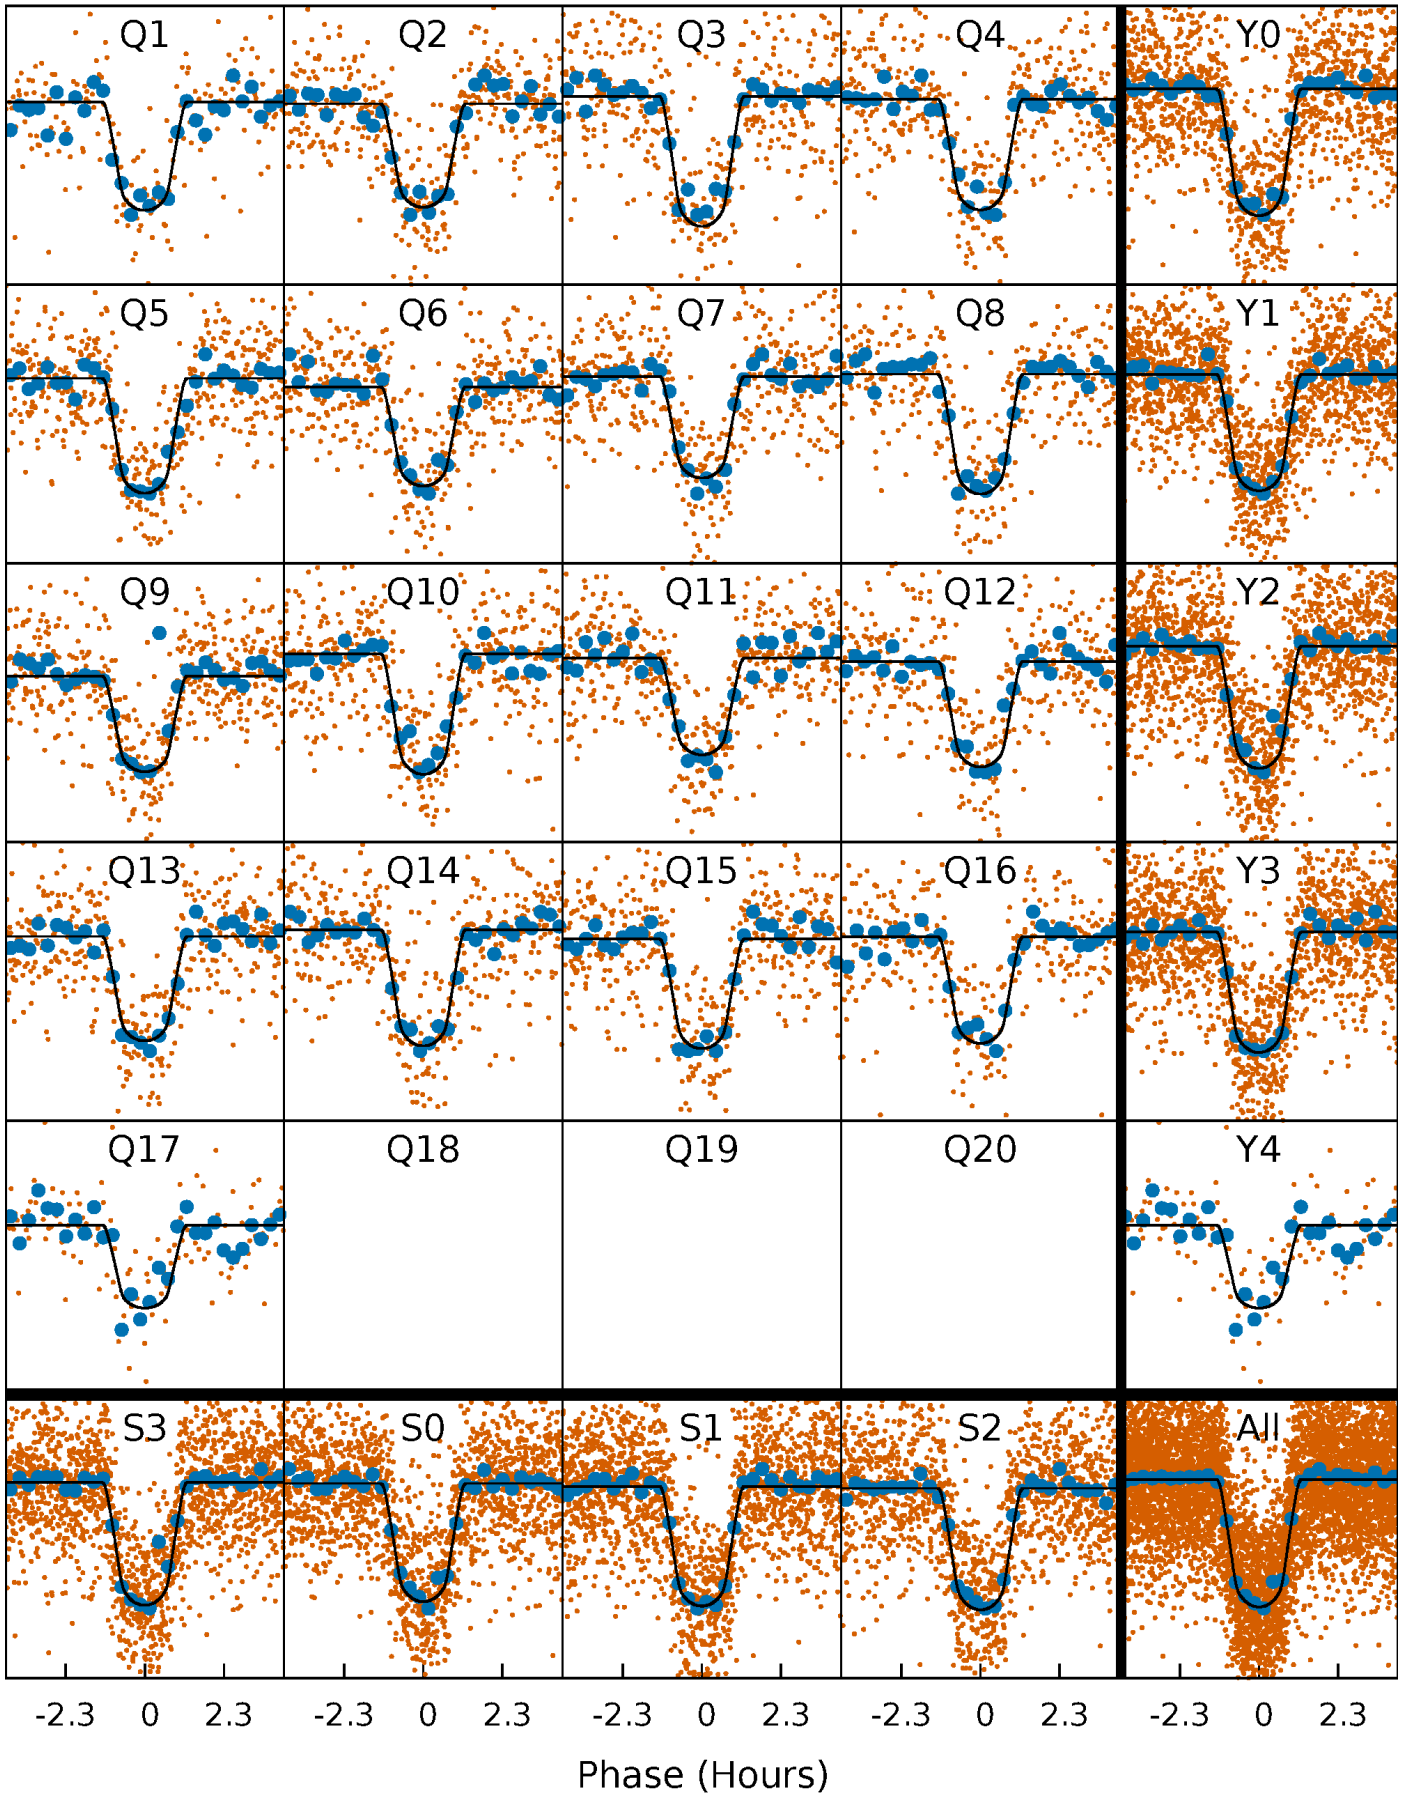 Q1 Q2 Q3 Q4 Y0
Q5 Q6 Q7 Q8 Y1
Q9 Q10 Q11 Q12 Y2
Q13 Q14 Q15 Q16 Y3
Q17 Q18 Q19 Q20 Y4
S3 S0 S1 S2 All
-2.3 0 2.3 -2.3 0 2.3 -2.3 0 2.3 -2.3 0 2.3 -2.3 0 2.3
Phase (Hours)